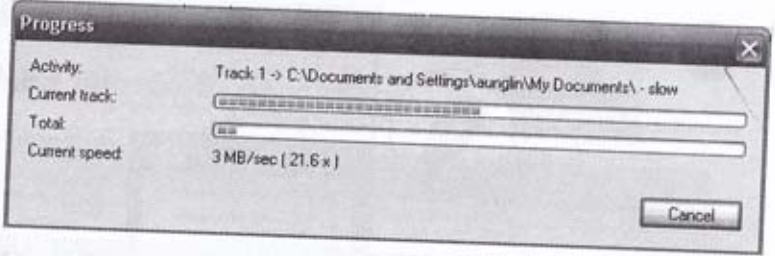 Progress
Activity: Track 1 -> C:\Documents and Settings\aunglin\My Documents\ - slow
Current track:
Total:
Current speed: 3 MB/sec ( 21.6 x )
Cancel